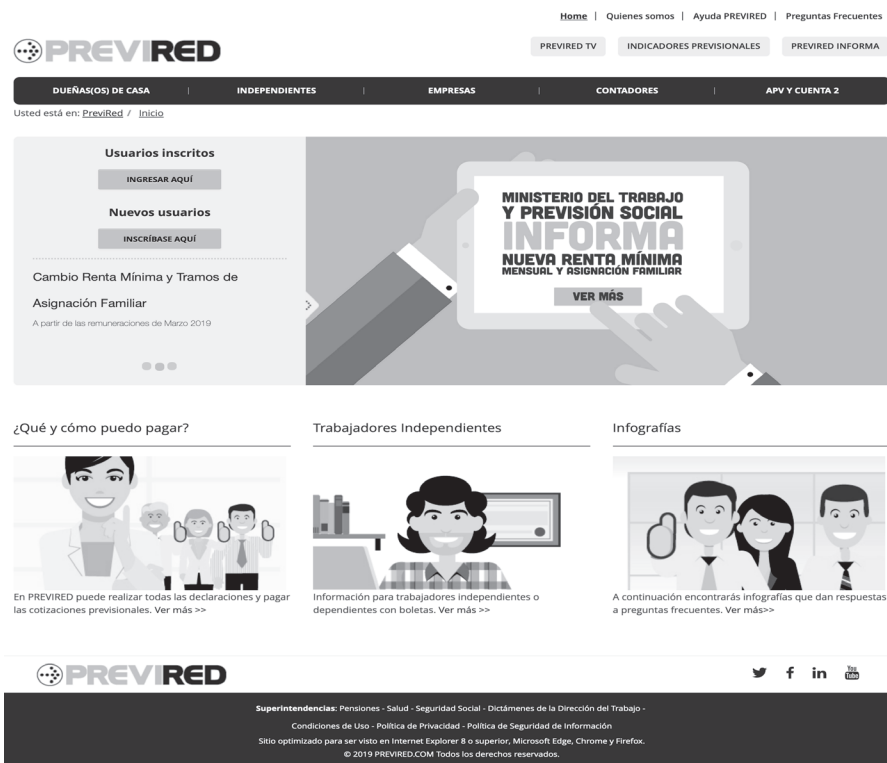 Home | Quienes somos | Ayuda PREVIRED | Preguntas Frecuentes
PREVIRED
PREVIRED TV INDICADORES PREVISIONALES PREVIRED INFORMA
DUEÑAS(OS) DE CASA | INDEPENDIENTES | EMPRESAS | CONTADORES | APV Y CUENTA 2
Usted está en: PreviRed / Inicio
Usuarios inscritos
INGRESAR AQUÍ
Nuevos usuarios
INSCRÍBASE AQUÍ
Cambio Renta Mínima y Tramos de
Asignación Familiar
A partir de las remuneraciones de Marzo 2019
MINISTERIO DEL TRABAJO
Y PREVISIÓN SOCIAL
INFORMA
NUEVA RENTA MÍNIMA
MENSUAL Y ASIGNACIÓN FAMILIAR
VER MÁS
¿Qué y cómo puedo pagar?
En PREVIRED puede realizar todas las declaraciones y pagar
las cotizaciones previsionales. Ver más >>
Trabajadores Independientes
Información para trabajadores independientes o
dependientes con boletas. Ver más >>
Infografías
A continuación encontrarás infografías que dan respuestas
a preguntas frecuentes. Ver más>>
PREVIRED
You
Tube
Superintendencias: Pensiones - Salud - Seguridad Social - Dictámenes de la Dirección del Trabajo -
Condiciones de Uso - Política de Privacidad - Política de Seguridad de Información
Sitio optimizado para ser visto en Internet Explorer 8 o superior, Microsoft Edge, Chrome y Firefox.
© 2019 PREVIRED.COM Todos los derechos reservados.